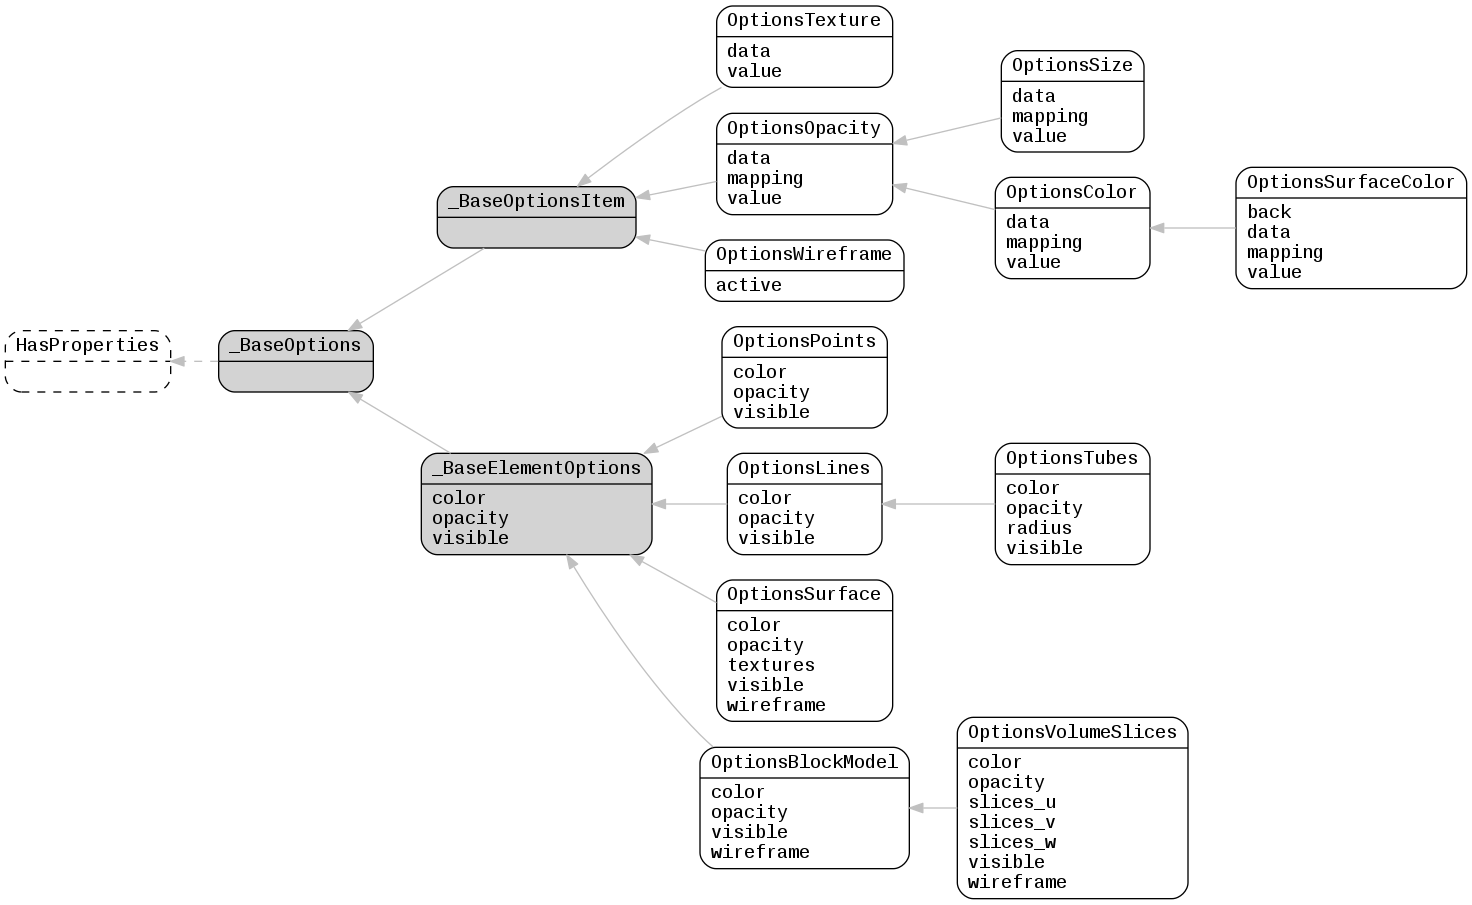 OptionsTexture
data
value
OptionsSize
data
mapping
value
OptionsOpacity
data
mapping
value
OptionsSurfaceColor
back
data
mapping
value
OptionsColor
data
mapping
value
_BaseOptionsItem
OptionsWireframe
active
HasProperties
_BaseOptions
OptionsPoints
color
opacity
visible
_BaseElementOptions
color
opacity
visible
OptionsLines
color
opacity
visible
OptionsTubes
color
opacity
radius
visible
OptionsSurface
color
opacity
textures
visible
wireframe
OptionsBlockModel
color
opacity
visible
wireframe
OptionsVolumeSlices
color
opacity
slices_u
slices_v
slices_w
visible
wireframe